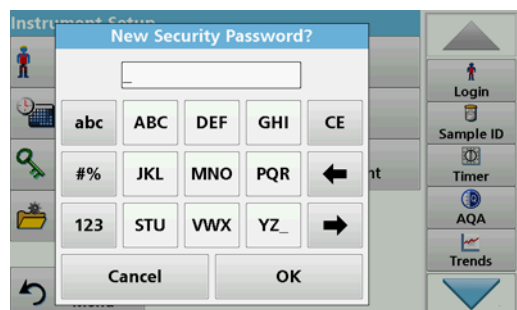 Instrument Setup
New Security Password?
_
abc ABC DEF GHI CE
#% JKL MNO PQR
123 STU VWX YZ_
Cancel OK
nt
Menu
Login
Sample ID
Timer
AQA
Trends